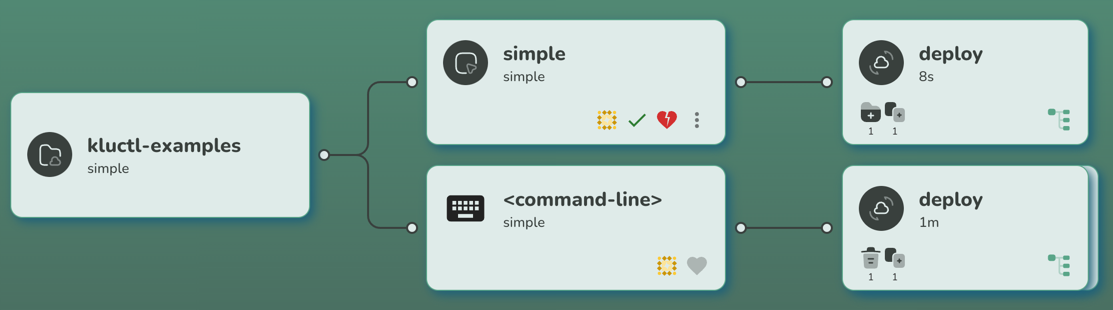 kluctl-examples
simple
simple
simple
deploy
8s
1 1
<command-line>
simple
deploy
1m
1 1